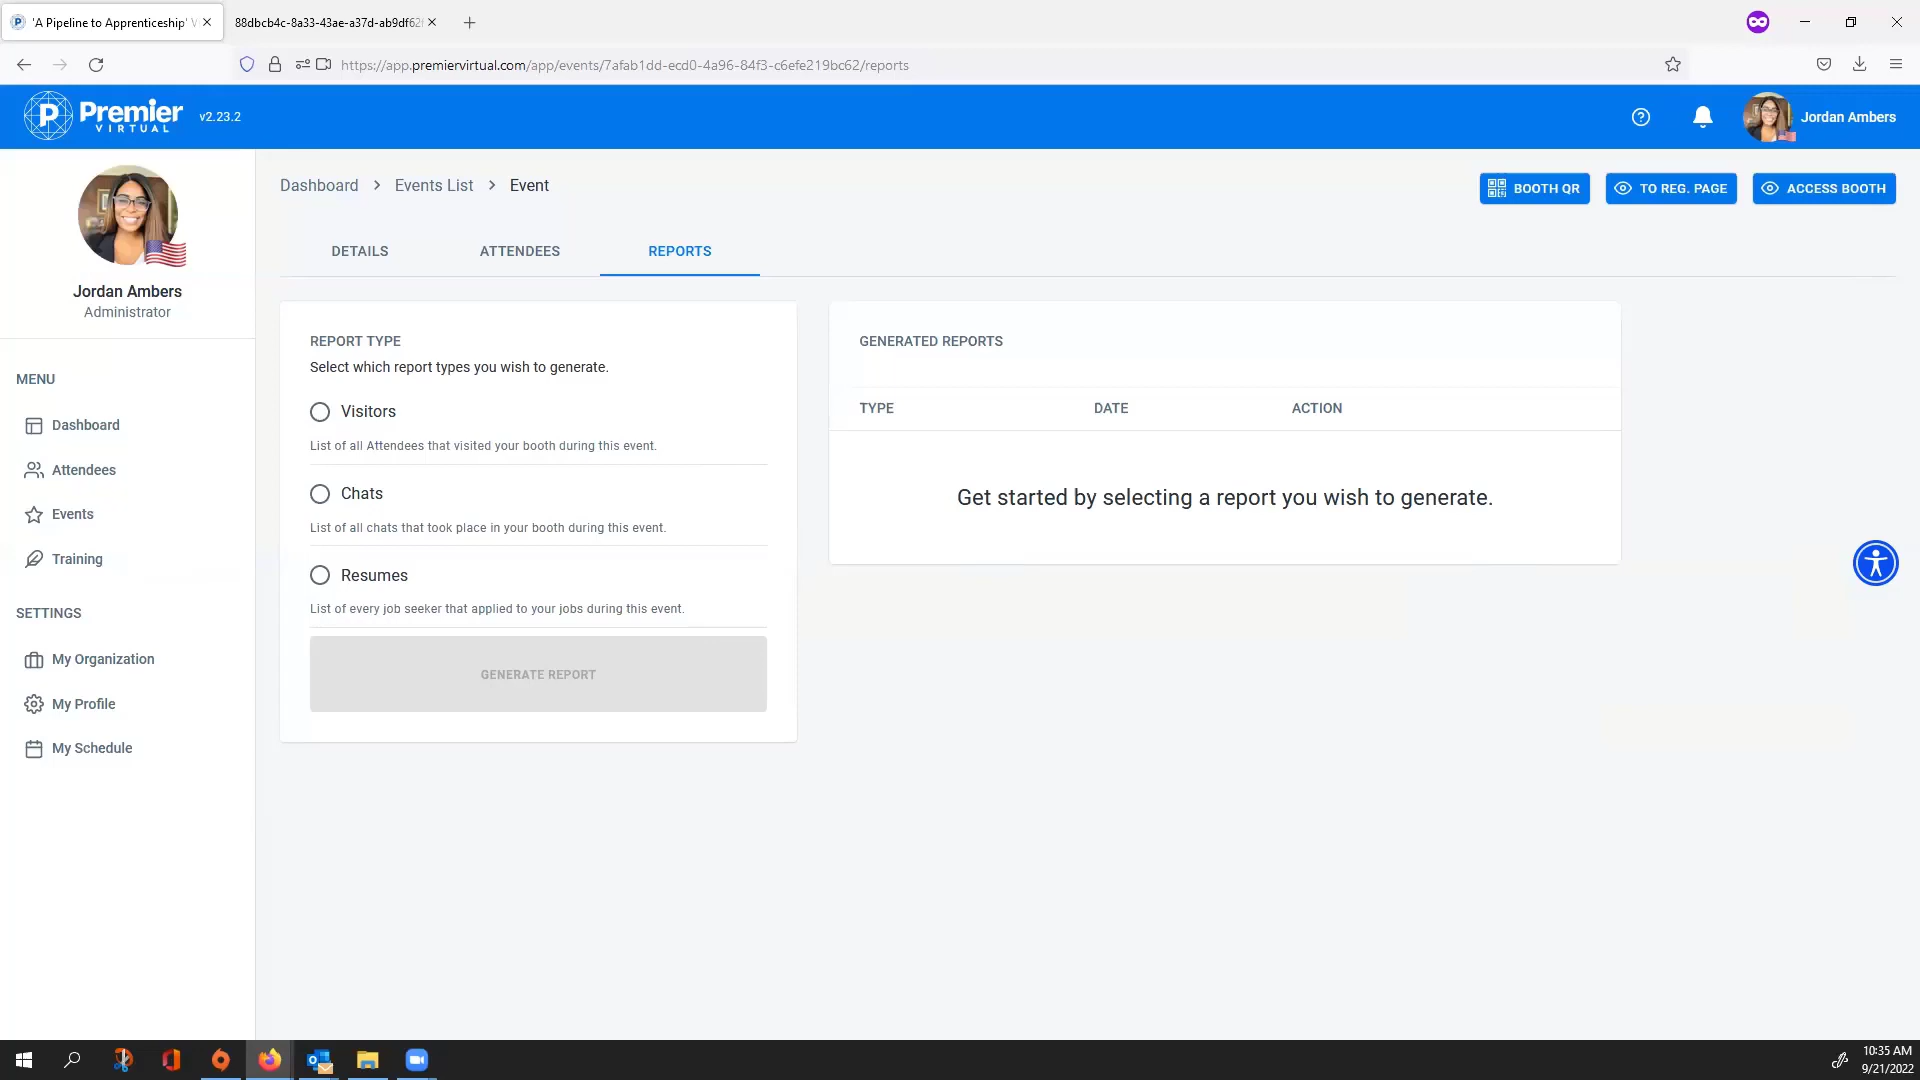 'A Pipeline to Apprenticeship'
88dbcb4c-8a33-43ae-a37d-ab9df62
https://app.premiervirtual.com/app/events/7afab1dd-ecd0-4a96-84f3-c6efe219bc62/reports
P Premier VIRTUAL v2.23.2
Jordan Ambers
Jordan Ambers
Administrator
MENU
Dashboard
Attendees
Events
Training
SETTINGS
My Organization
My Profile
My Schedule
Dashboard > Events List > Event
BOOTH QR
TO REG. PAGE
ACCESS BOOTH
DETAILS
ATTENDEES
REPORTS
REPORT TYPE
Select which report types you wish to generate.
Visitors
List of all Attendees that visited your booth during this event.
Chats
List of all chats that took place in your booth during this event.
Resumes
List of every job seeker that applied to your jobs during this event.
GENERATE REPORT
GENERATED REPORTS
TYPE DATE ACTION
Get started by selecting a report you wish to generate.
10:35 AM
9/21/2022